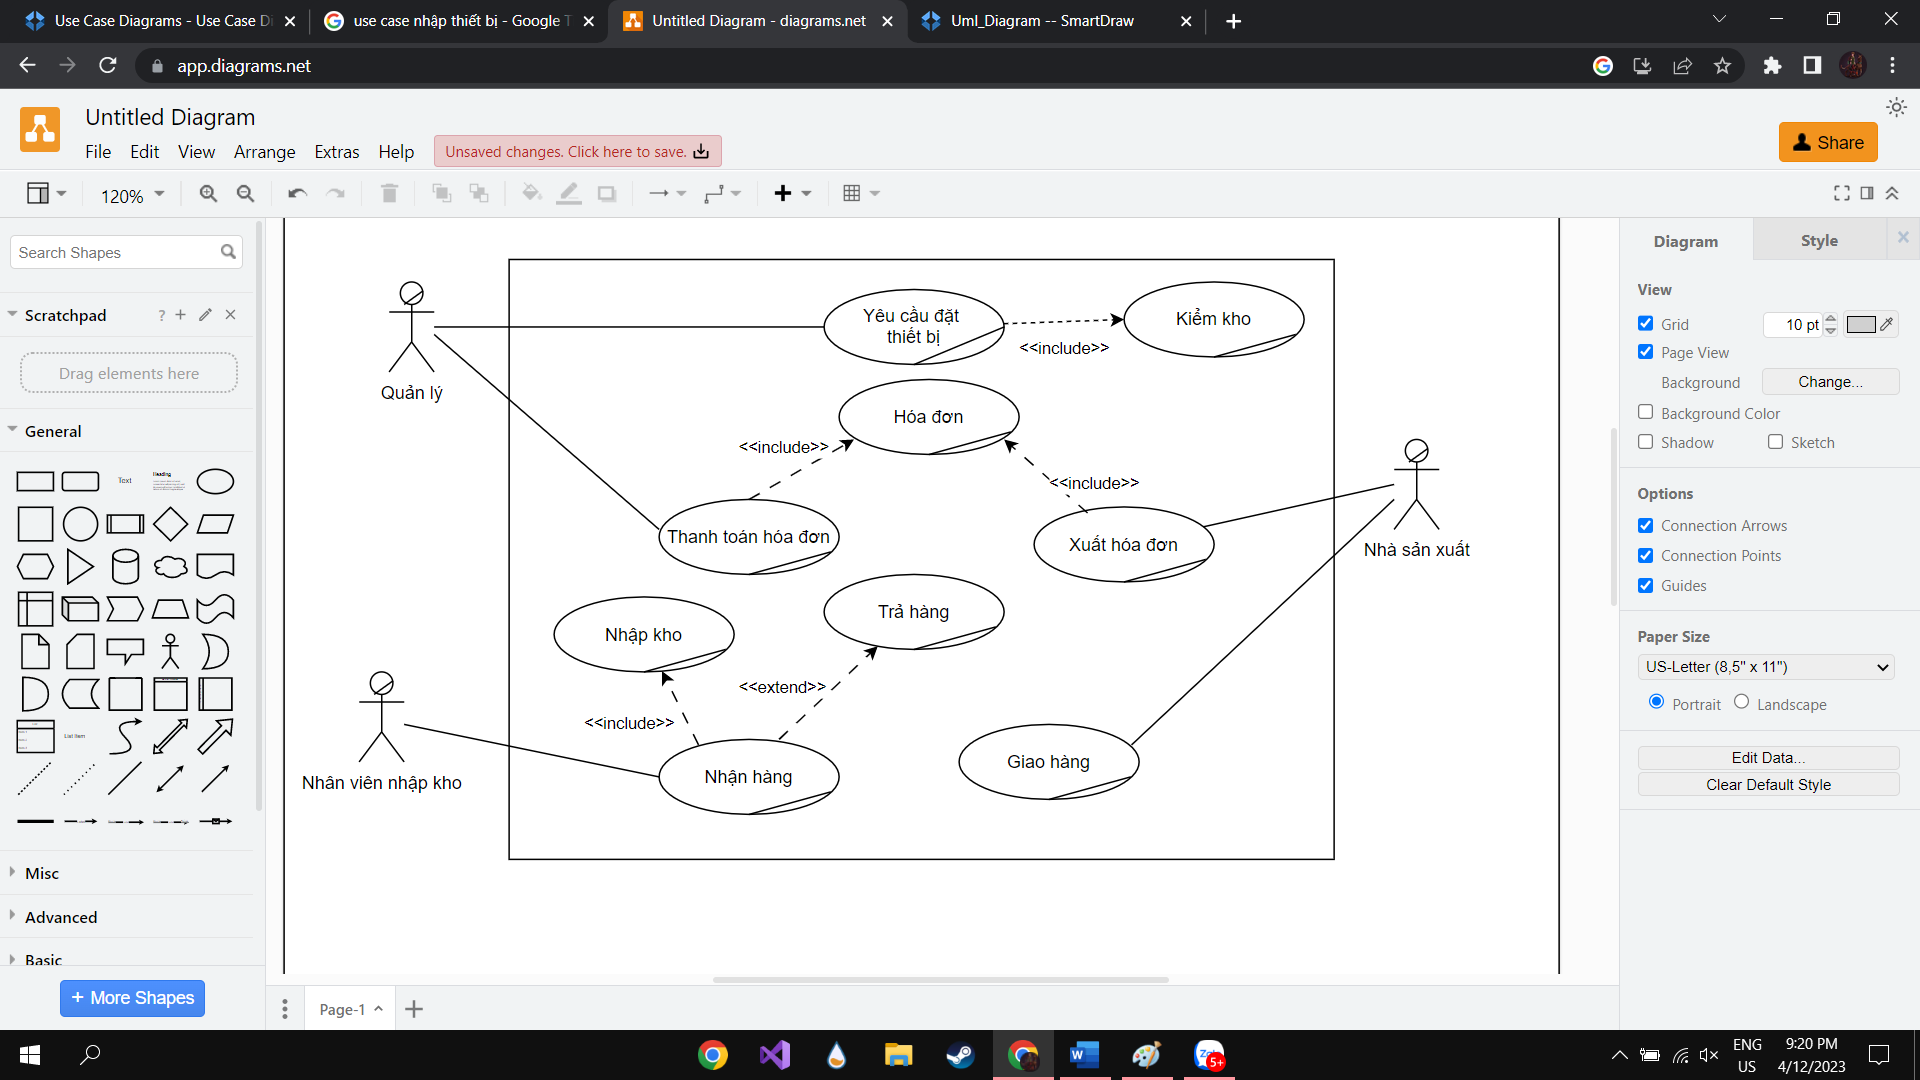 Use Case Diagrams - Use Case Di
use case nhập thiết bị - Google T
Untitled Diagram - diagrams.net
Uml_Diagram -- SmartDraw
app.diagrams.net
Untitled Diagram
File Edit View Arrange Extras Help
Unsaved changes. Click here to save.
Share
120%
Search Shapes
Scratchpad
?
Drag elements here
General
Text
Heading
List Item
Misc
Advanced
Basic
+ More Shapes
Quản lý
Yêu cầu đặt
thiết bị
<<include>>
Kiểm kho
Hóa đơn
<<include>>
<<include>>
Thanh toán hóa đơn
Xuất hóa đơn
Nhà sản xuất
Nhập kho
Trả hàng
<<extend>>
<<include>>
Nhân viên nhập kho
Nhận hàng
Giao hàng
Page-1
Diagram
Style
View
Grid
10 pt
Page View
Background
Change...
Background Color
Shadow
Sketch
Options
Connection Arrows
Connection Points
Guides
Paper Size
US-Letter (8,5" x 11")
Portrait
Landscape
Edit Data...
Clear Default Style
Zalo
5+
ENG
US
9:20 PM
4/12/2023